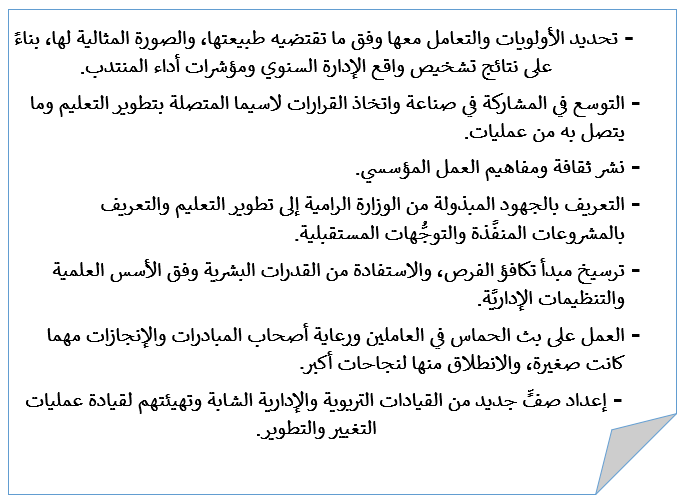 - تحديد الأولويات والتعامل معها وفق ما تقتضيه طبيعتها، والصورة المثالية لها، بناءً
على نتائج تشخيص واقع الإدارة السنوي ومؤشرات أداء المنتدب.
- التوسع في المشاركة في صناعة واتخاذ القرارات لاسيما المتصلة بتطوير التعليم وما
يتصل به من عمليات.
- نشر ثقافة ومفاهيم العمل المؤسسي.
- التعريف بالجهود المبذولة من الوزارة الرامية إلى تطوير التعليم والتعريف
بالمشروعات المنفَّذة والتوجُّهات المستقبلية.
- ترسيخ مبدأ تكافؤ الفرص، والاستفادة من القدرات البشرية وفق الأسس العلمية
والتنظيمات الإداريَّة.
- العمل على بث الحماس في العاملين ورعاية أصحاب المبادرات والإنجازات مهما
كانت صغيرة، والانطلاق منها لنجاحات أكبر.
- إعداد صفٍّ جديد من القيادات التربوية والإدارية الشابة وتهيئتهم لقيادة عمليات
التغيير والتطوير.